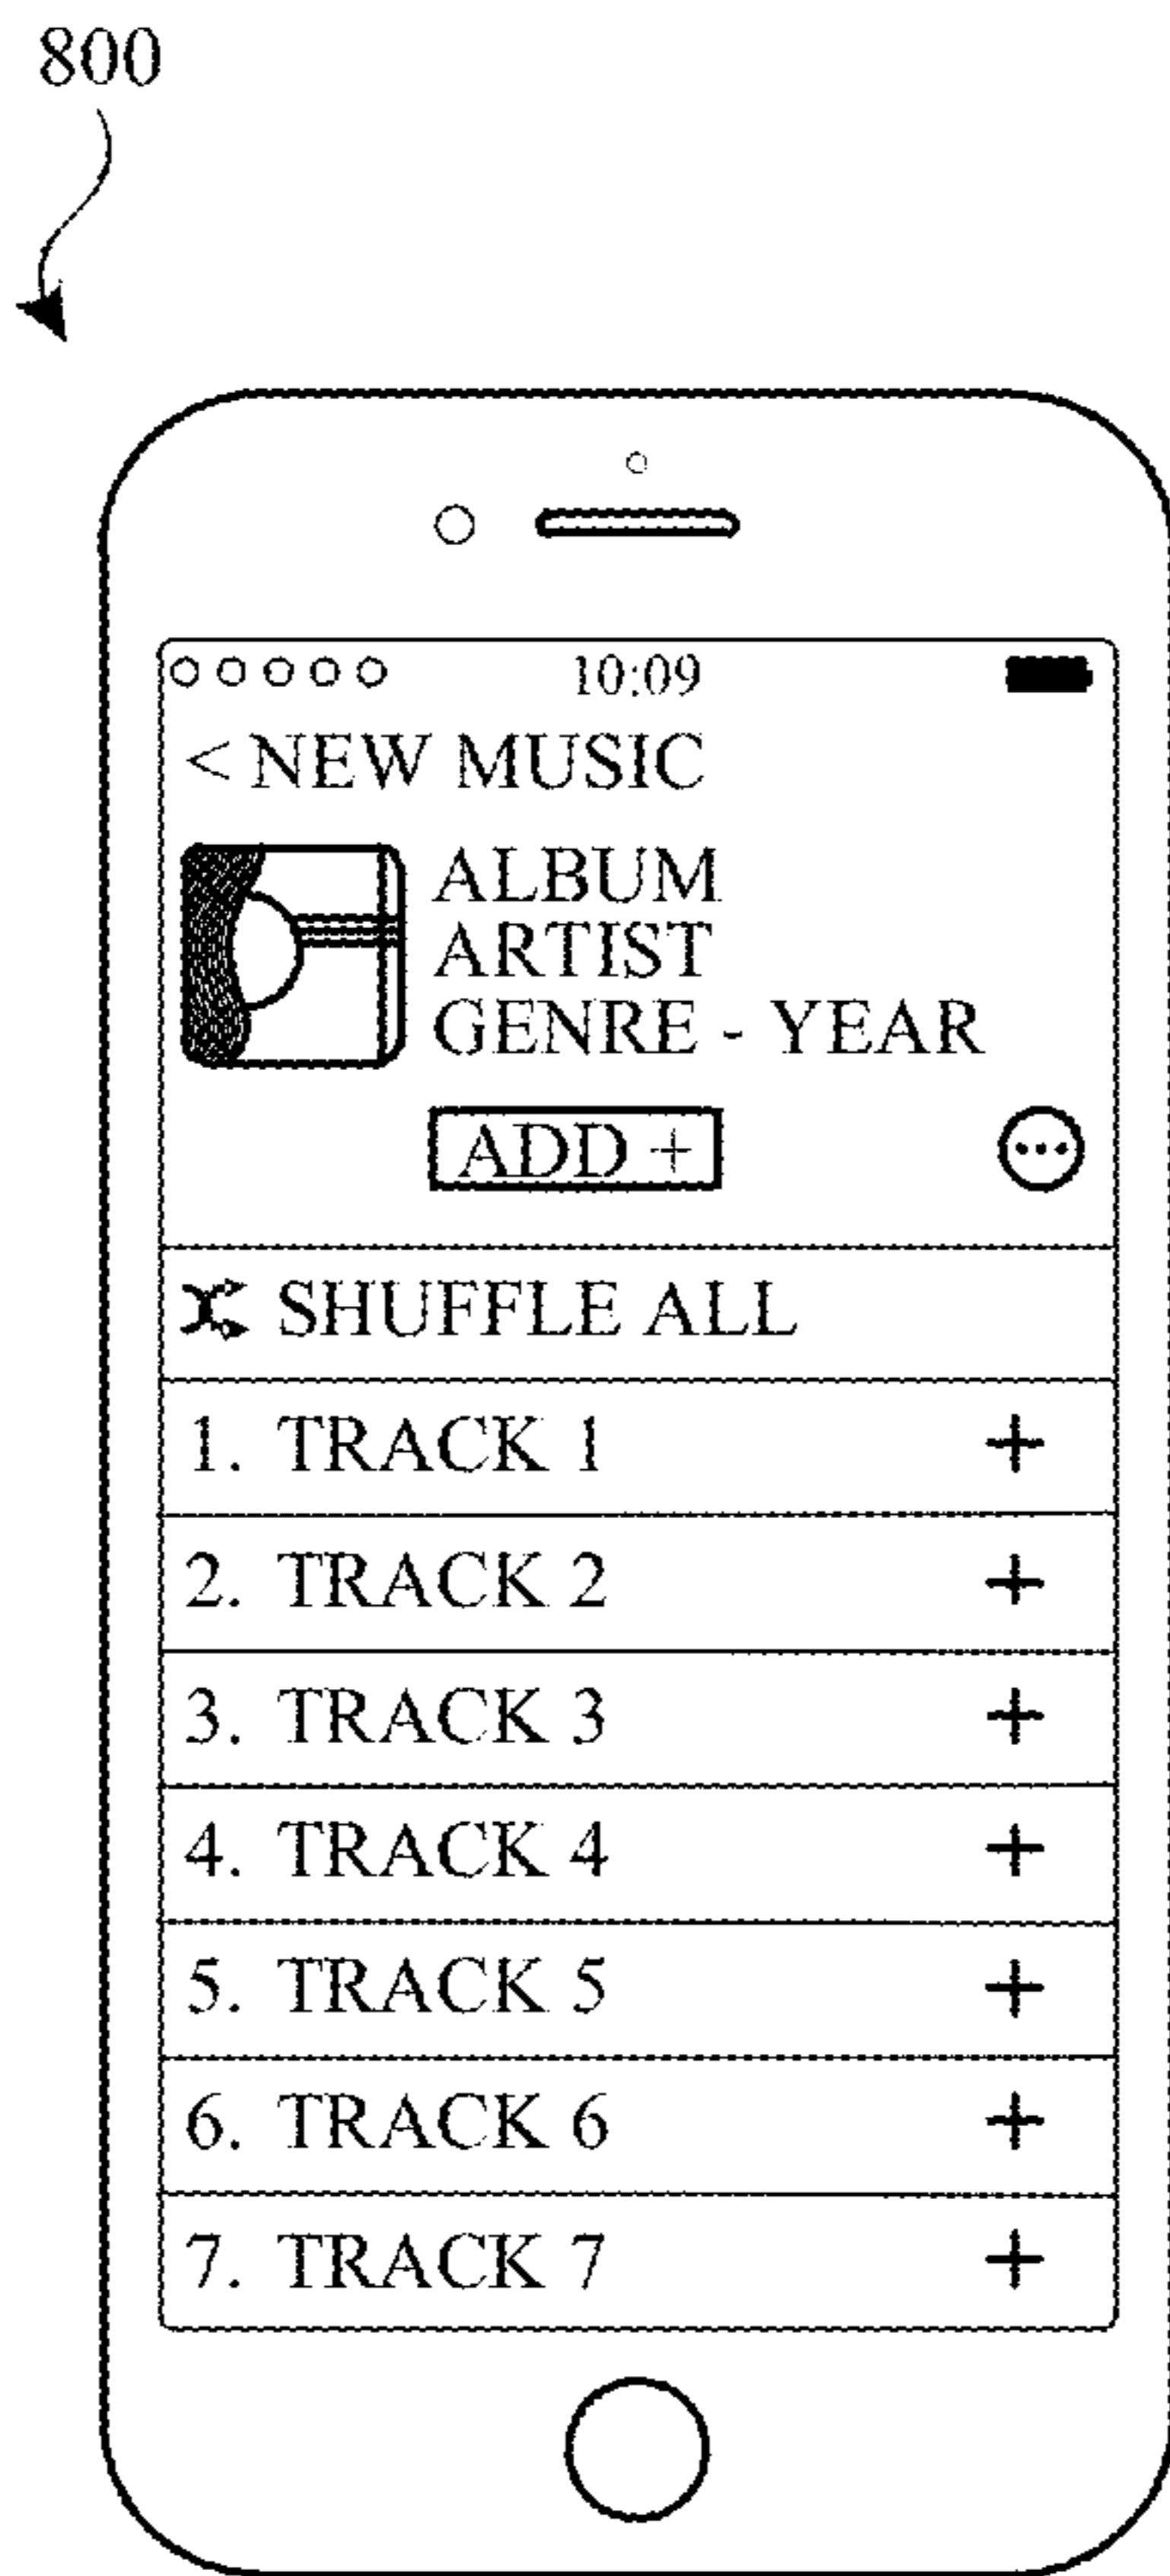 800
10:09
< NEW MUSIC
ALBUM
ARTIST
GENRE - YEAR
ADD +
SHUFFLE ALL
1. TRACK 1 +
2. TRACK 2 +
3. TRACK 3 +
4. TRACK 4 +
5. TRACK 5 +
6. TRACK 6 +
7. TRACK 7 +